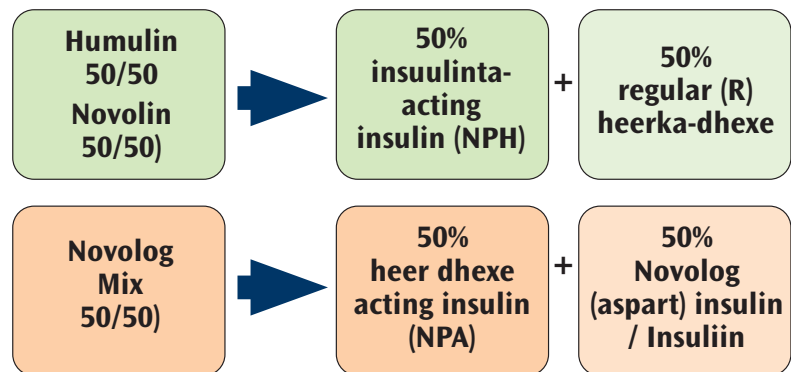 Humulin
50/50
Novolin
50/50)
50%
insuulinta-
acting
insulin (NPH)
+
50%
regular (R)
heerka-dhexe
Novolog
Mix
50/50)
50%
heer dhexe
acting insulin
(NPA)
+
50%
Novolog
(aspart) insulin
/ Insuliin